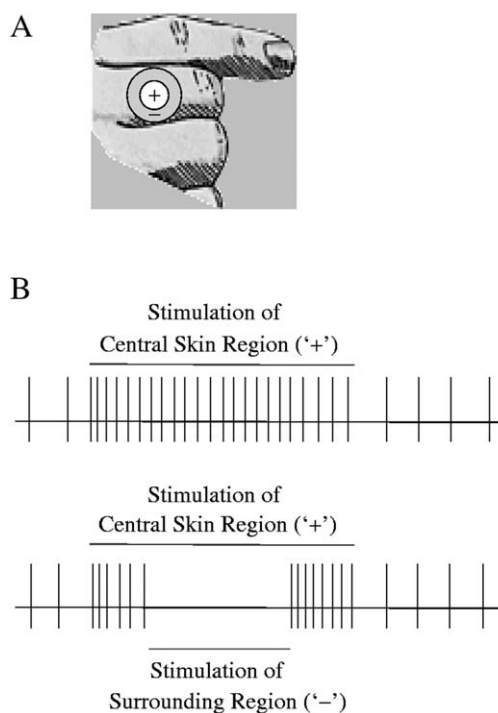 A
+
−
B
Stimulation of
Central Skin Region (‘+’)
Stimulation of
Central Skin Region (‘+’)
Stimulation of
Surrounding Region (‘−’)